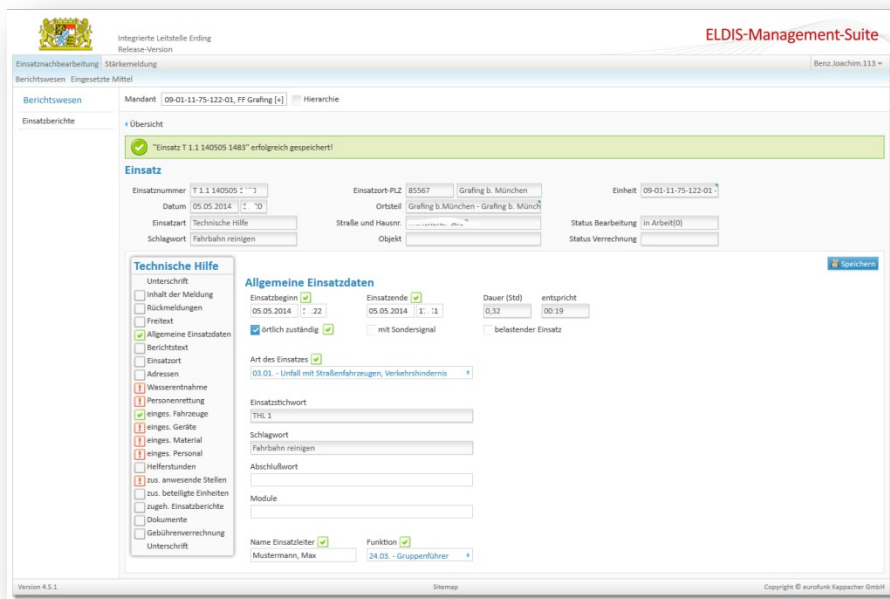 Integrierte Leitstelle Erding
Release-Version
ELDIS-Management-Suite
Einsatznachbearbeitung Stärkemeldung
Benz.Joachim.113
Berichtswesen Eingesetzte Mittel
Berichtswesen
Mandant 09-01-11-75-122-01, FF Grafing [+] Hierarchie
Einsatzberichte
Übersicht
"Einsatz T 1.1 140505 1483" erfolgreich gespeichert!
Einsatz
Einsatznummer T 1.1 140505 Einsatzort-PLZ 85567 Grafing b. München Einheit 09-01-11-75-122-01 -
Datum 05.05.2014 Ortsteil Grafing b.München - Grafing b. Münch
Einsatzart Technische Hilfe Straße und Hausnr. Status Bearbeitung in Arbeit(0)
Schlagwort Fahrbahn reinigen Objekt Status Verrechnung
Technische Hilfe
Unterschrift
Inhalt der Meldung
Rückmeldungen
Freitext
Allgemeine Einsatzdaten
Berichtstext
Einsatzort
Adressen
Wasserentnahme
Personenrettung
einges. Fahrzeuge
einges. Geräte
einges. Material
einges. Personal
Helferstunden
zus. anwesende Stellen
zus. beteiligte Einheiten
zugeh. Einsatzberichte
Dokumente
Gebührenverrechnung
Unterschrift
Speichern
Allgemeine Einsatzdaten
Einsatzbeginn Einsatzende Dauer (Std) entspricht
05.05.2014 :22 05.05.2014 0,32 00:19
örtlich zuständig mit Sondersignal belastender Einsatz
Art des Einsatzes
03.01. - Unfall mit Straßenfahrzeugen, Verkehrshindernis
Einsatzstichwort
THL 1
Schlagwort
Fahrbahn reinigen
Abschlußwort
Module
Name Einsatzleiter Funktion
Mustermann, Max 24.03. - Gruppenführer
Version 4.5.1 Sitemap Copyright © eurofunk Kappacher GmbH